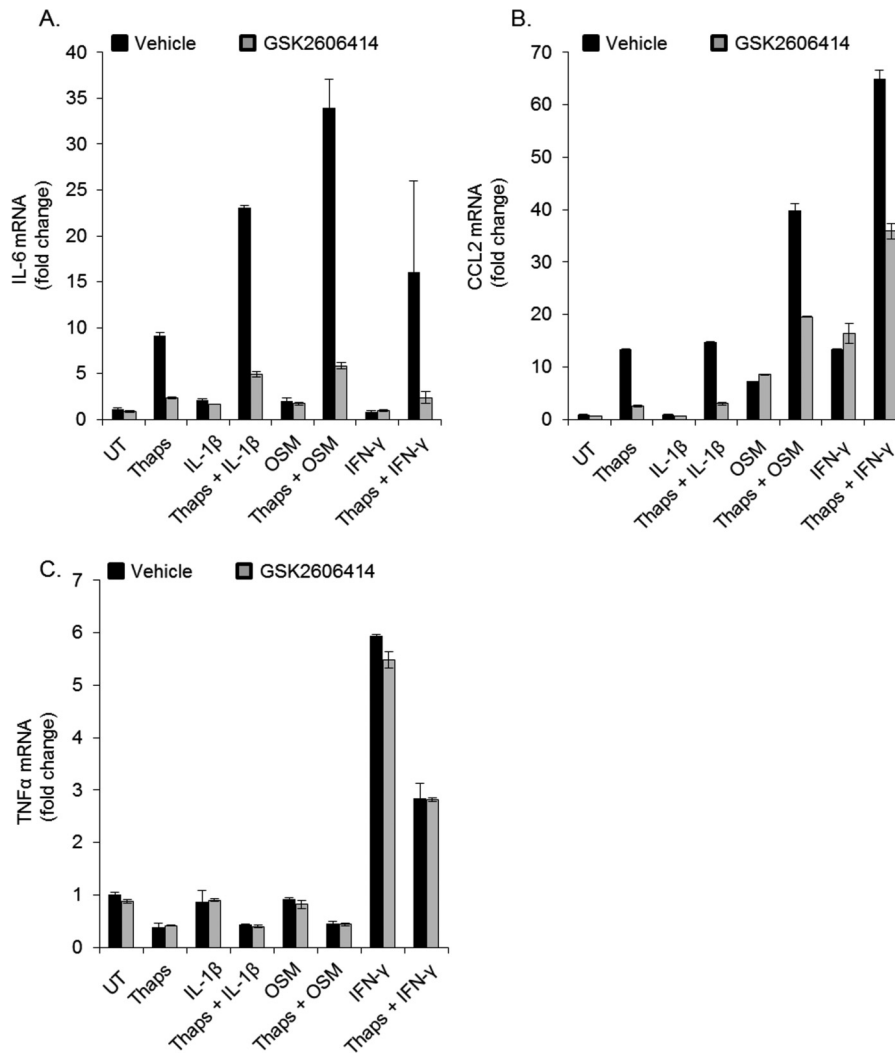 A.
Vehicle GSK2606414
40
35
30
25
20
15
10
5
0
IL-6 mRNA
(fold change)
UT
Thaps
IL-1β
Thaps + IL-1β
OSM
Thaps + OSM
IFN-γ
Thaps + IFN-γ
B.
Vehicle GSK2606414
70
60
50
40
30
20
10
0
CCL2 mRNA
(fold change)
UT
Thaps
IL-1β
Thaps + IL-1β
OSM
Thaps + OSM
IFN-γ
Thaps + IFN-γ
C.
Vehicle GSK2606414
7
6
5
4
3
2
1
0
TNFα mRNA
(fold change)
UT
Thaps
IL-1β
Thaps + IL-1β
OSM
Thaps + OSM
IFN-γ
Thaps + IFN-γ